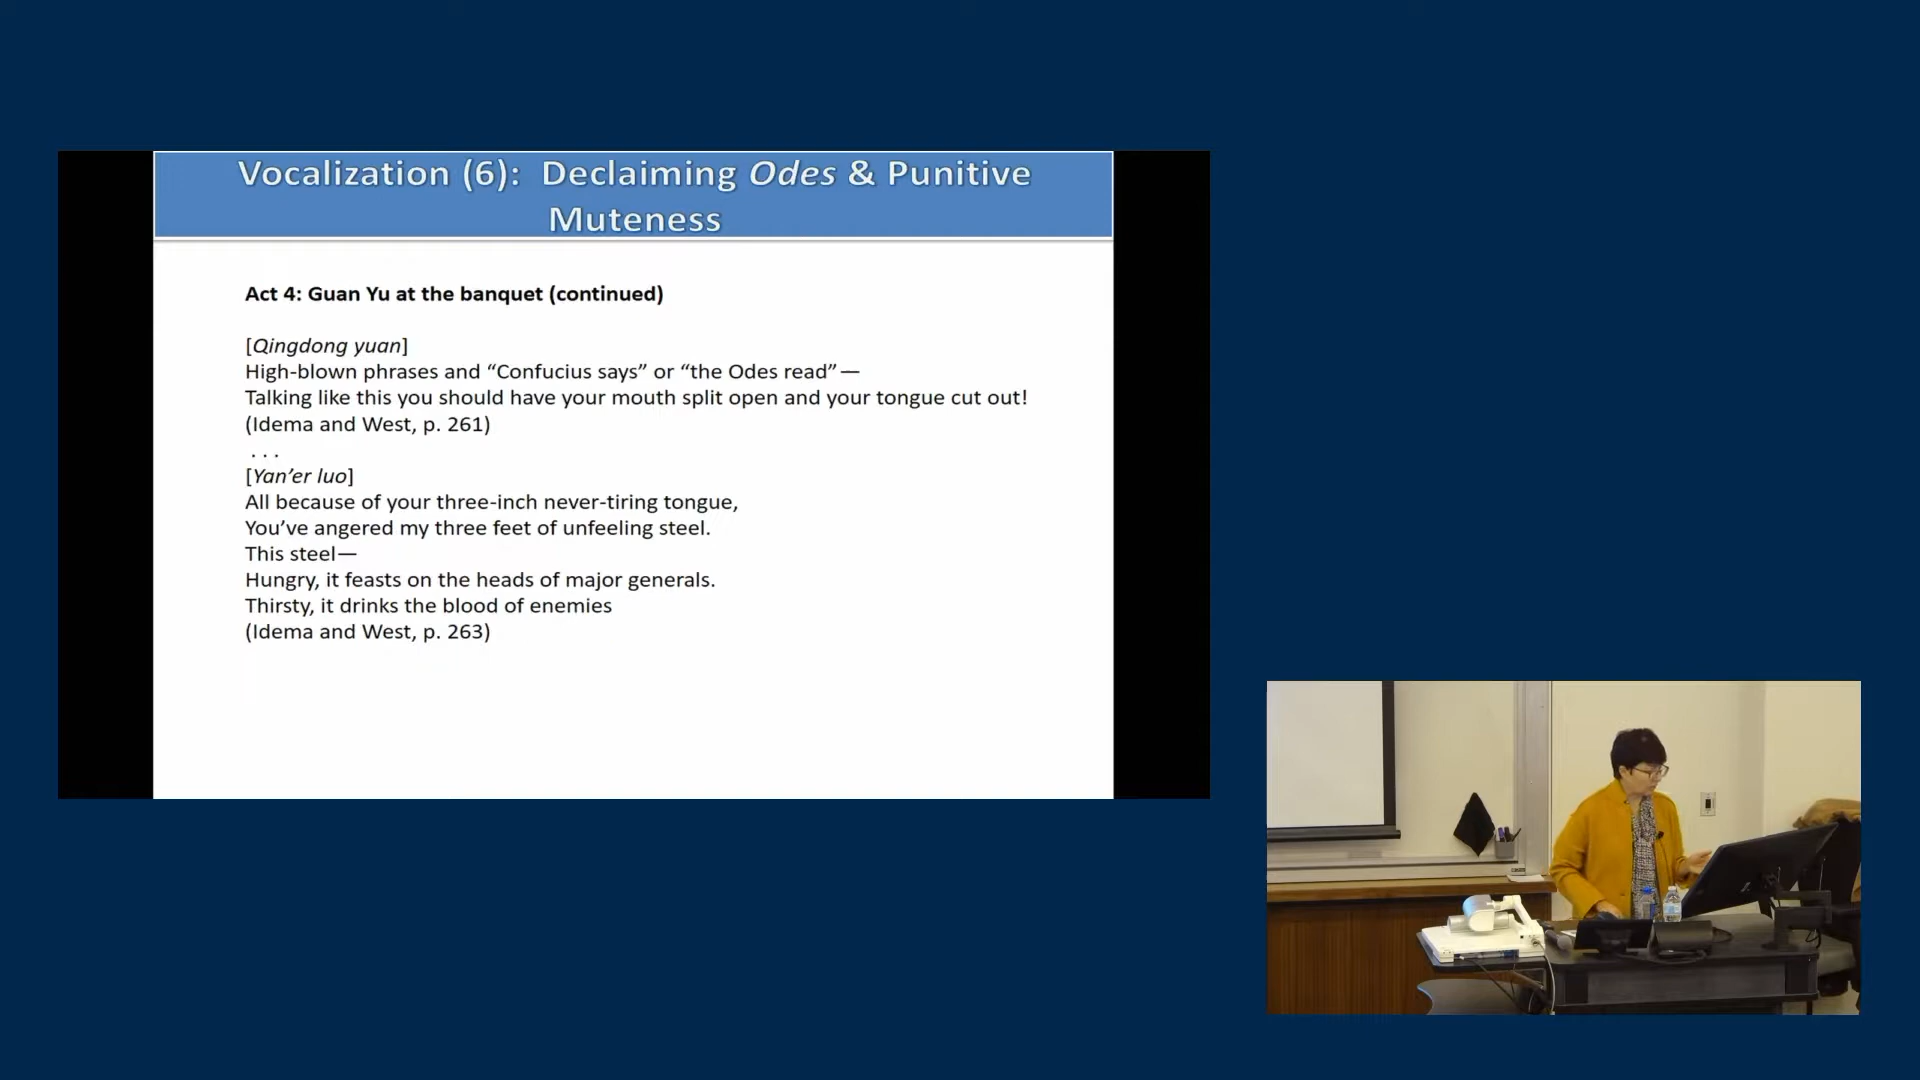 Vocalization (6): Declaiming Odes & Punitive
Muteness
Act 4: Guan Yu at the banquet (continued)
[Qingdong yuan]
High-blown phrases and “Confucius says” or “the Odes read”—
Talking like this you should have your mouth split open and your tongue cut out!
(Idema and West, p. 261)
. . .
[Yan’er luo]
All because of your three-inch never-tiring tongue,
You’ve angered my three feet of unfeeling steel.
This steel—
Hungry, it feasts on the heads of major generals.
Thirsty, it drinks the blood of enemies
(Idema and West, p. 263)